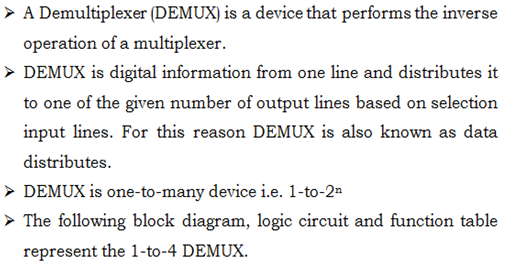 ➢ A Demultiplexer (DEMUX) is a device that performs the inverse
operation of a multiplexer.
➢ DEMUX is digital information from one line and distributes it
to one of the given number of output lines based on selection
input lines. For this reason DEMUX is also known as data
distributes.
➢ DEMUX is one-to-many device i.e. 1-to-2ⁿ
➢ The following block diagram, logic circuit and function table
represent the 1-to-4 DEMUX.